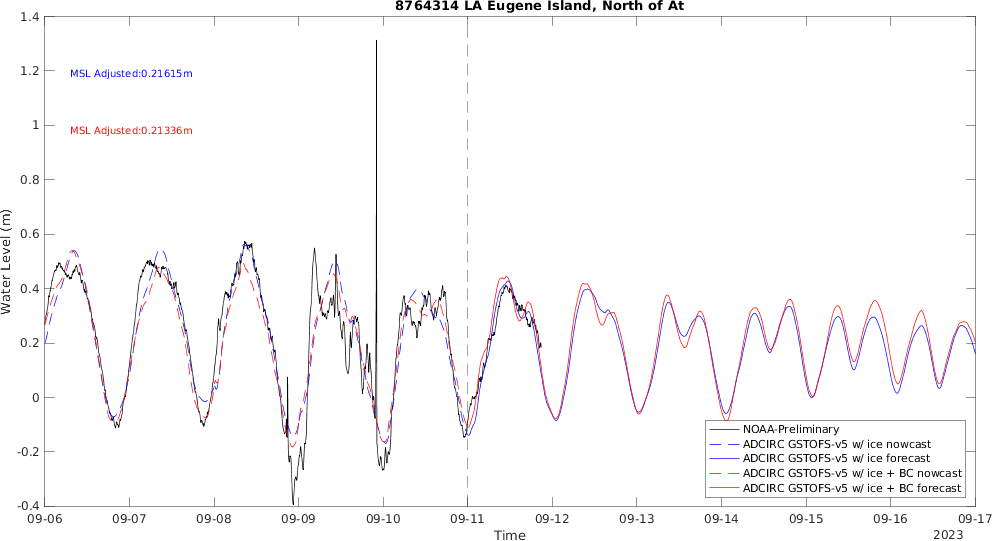 8764314 LA Eugene Island, North of At
1.4
1.2
1
0.8
0.6
0.4
0.2
0
-0.2
-0.4
Water Level (m)
MSL Adjusted:0.21615m
MSL Adjusted:0.21336m
NOAA-Preliminary
ADCIRC GSTOFS-v5 w/ ice nowcast
ADCIRC GSTOFS-v5 w/ ice forecast
ADCIRC GSTOFS-v5 w/ ice + BC nowcast
ADCIRC GSTOFS-v5 w/ ice + BC forecast
09-06 09-07 09-08 09-09 09-10 09-11 09-12 09-13 09-14 09-15 09-16 09-17
Time
2023